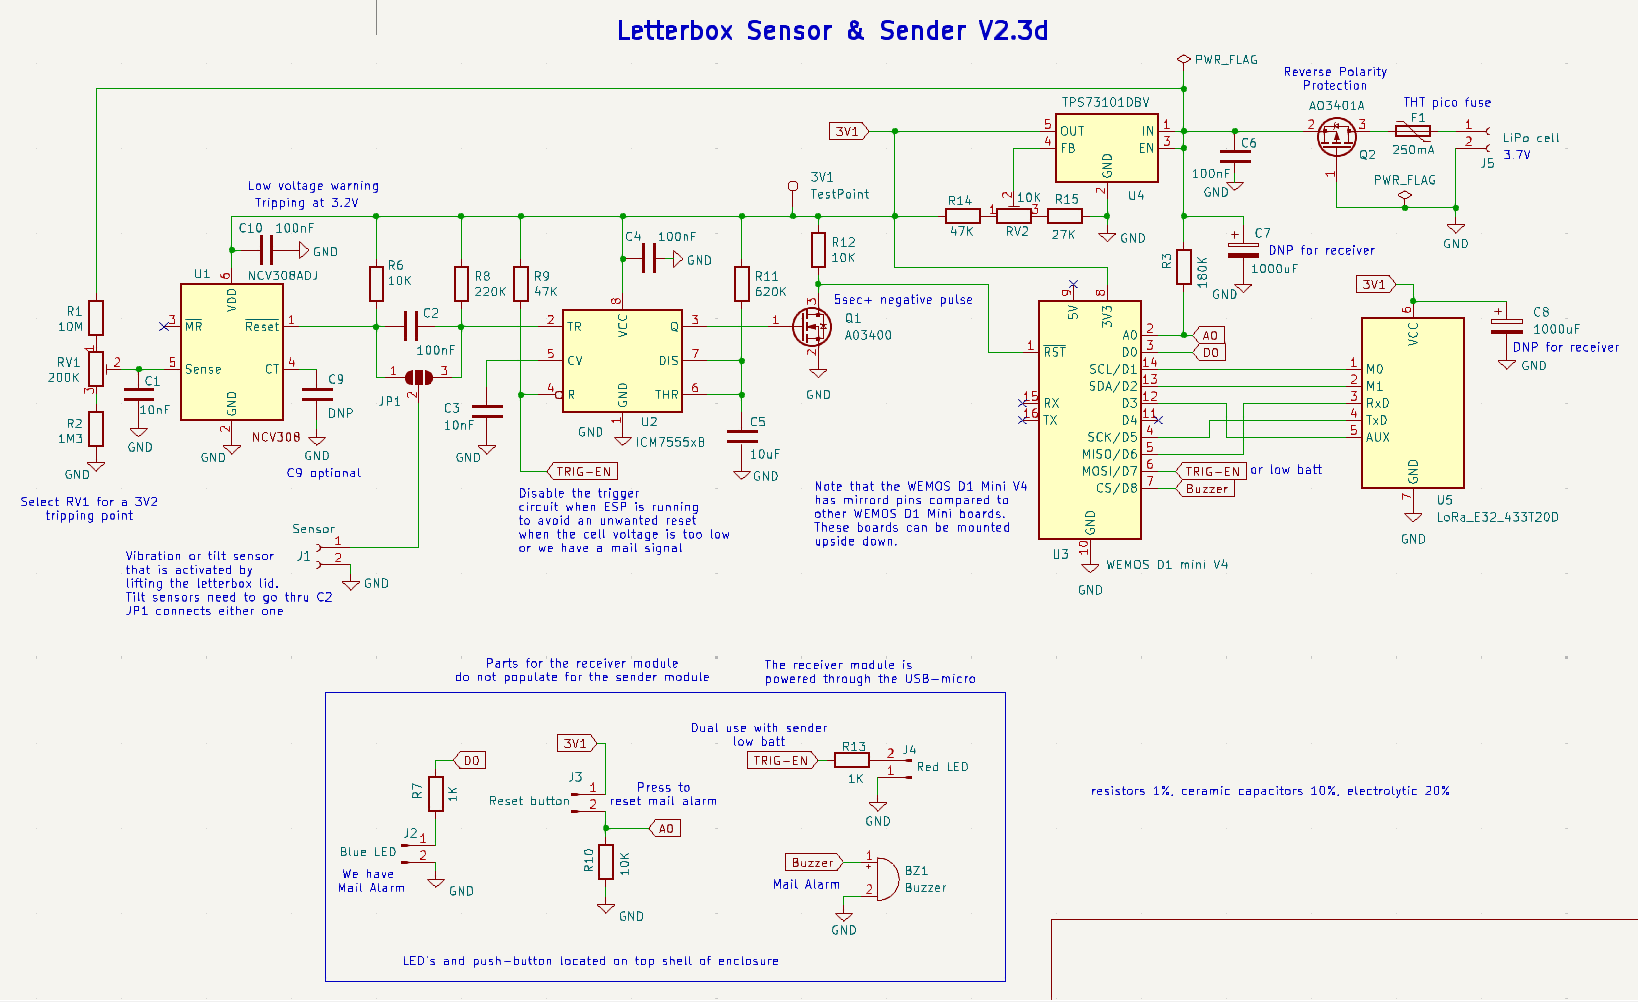 Letterbox Sensor & Sender V2.3d
PWR_FLAG
Reverse Polarity
Protection
AO3401A
THT pico fuse
F1
250mA
Q2
2
3
1
1
2
LiPo cell
3.7V
J5
PWR_FLAG
GND
TPS73101DBV
3V1
5
OUT
IN
1
4
FB
EN
3
GND
2
U4
C6
100nF
GND
3V1
TestPoint
R14
47K
1
2
10K
3
RV2
R15
27K
GND
C7
1000uF
DNP for receiver
GND
R3
180K
Low voltage warning
Tripping at 3.2V
C10
100nF
GND
U1
NCV308ADJ
6
VDD
3
MR
Reset
1
5
Sense
CT
4
GND
2
NCV308
GND
R1
10M
RV1
200K
1
2
3
R2
1M3
GND
C1
10nF
GND
C9
DNP
GND
C9 optional
Select RV1 for a 3V2
tripping point
R6
10K
R8
220K
R9
47K
C2
100nF
1
3
2
JP1
C4
100nF
GND
8
VCC
2
TR
Q
3
5
CV
DIS
7
4
R
THR
6
GND
1
U2
ICM7555xB
GND
C3
10nF
GND
R11
620K
C5
10uF
GND
R12
10K
5sec+ negative pulse
3
1
2
Q1
AO3400
GND
TRIG-EN
Disable the trigger
circuit when ESP is running
to avoid an unwanted reset
when the cell voltage is too low
or we have a mail signal
Sensor
1
2
J1
GND
Vibration or tilt sensor
that is activated by
lifting the letterbox lid.
Tilt sensors need to go thru C2
JP1 connects either one
Note that the WEMOS D1 Mini V4
has mirrord pins compared to
other WEMOS D1 Mini boards.
These boards can be mounted
upside down.
9
5V
8
3V3
1
RST
15
RX
16
TX
A0
2
D0
3
SCL/D1
14
SDA/D2
13
D3
12
D4
11
SCK/D5
4
MISO/D6
5
MOSI/D7
6
CS/D8
7
GND
10
U3
WEMOS D1 mini V4
GND
A0
D0
TRIG-EN
or low batt
Buzzer
3V1
6
VCC
1
M0
2
M1
3
RxD
4
TxD
5
AUX
GND
7
U5
LoRa_E32_433T20D
GND
C8
1000uF
DNP for receiver
GND
Parts for the receiver module
do not populate for the sender module
The receiver module is
powered through the USB-micro
D0
R7
1K
J2
1
2
Blue LED
We have
Mail Alarm
GND
3V1
J3
1
2
Reset button
Press to
reset mail alarm
A0
R10
10K
GND
Dual use with sender
low batt
TRIG-EN
R13
1K
2
1
J4
Red LED
GND
Buzzer
1
+
2
BZ1
Buzzer
Mail Alarm
GND
LED's and push-button located on top shell of enclosure
resistors 1%, ceramic capacitors 10%, electrolytic 20%